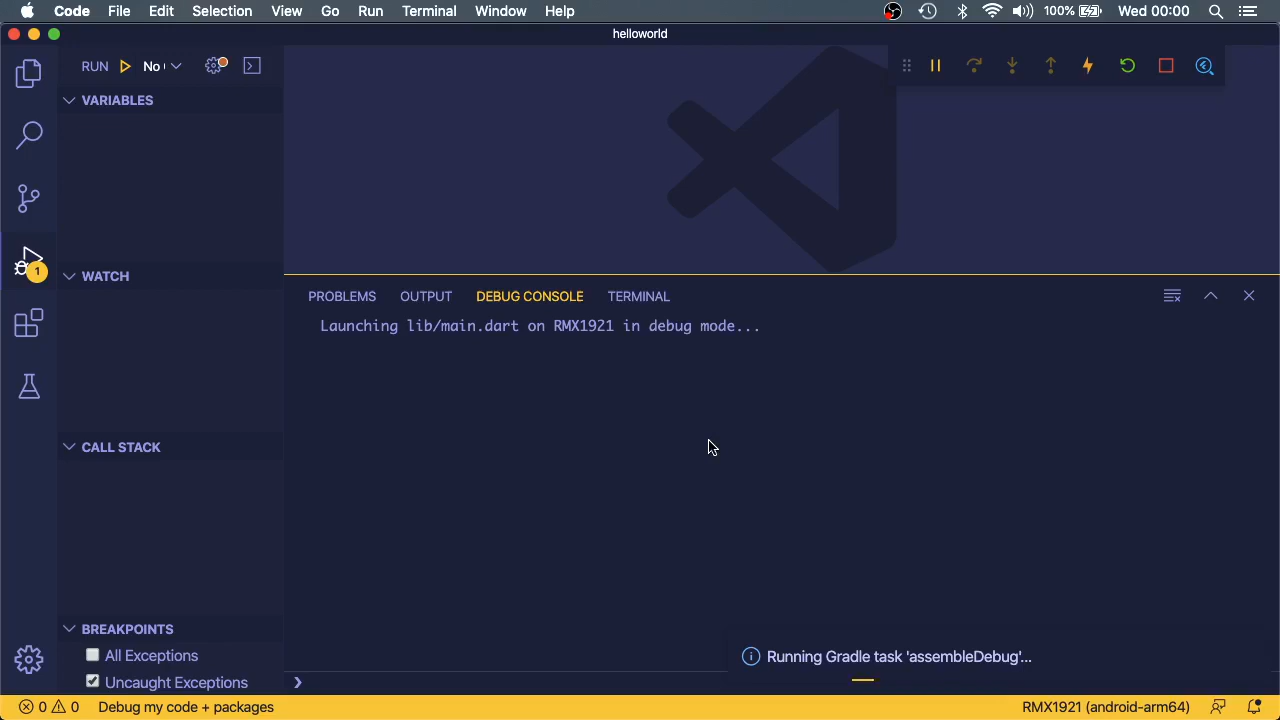 Code File Edit Selection View Go Run Terminal Window Help 100% Wed 00:00
helloworld
RUN No
VARIABLES
WATCH
1
CALL STACK
BREAKPOINTS
All Exceptions
Uncaught Exceptions
PROBLEMS OUTPUT DEBUG CONSOLE TERMINAL
Launching lib/main.dart on RMX1921 in debug mode...
Running Gradle task 'assembleDebug'...
0 0 Debug my code + packages RMX1921 (android-arm64)